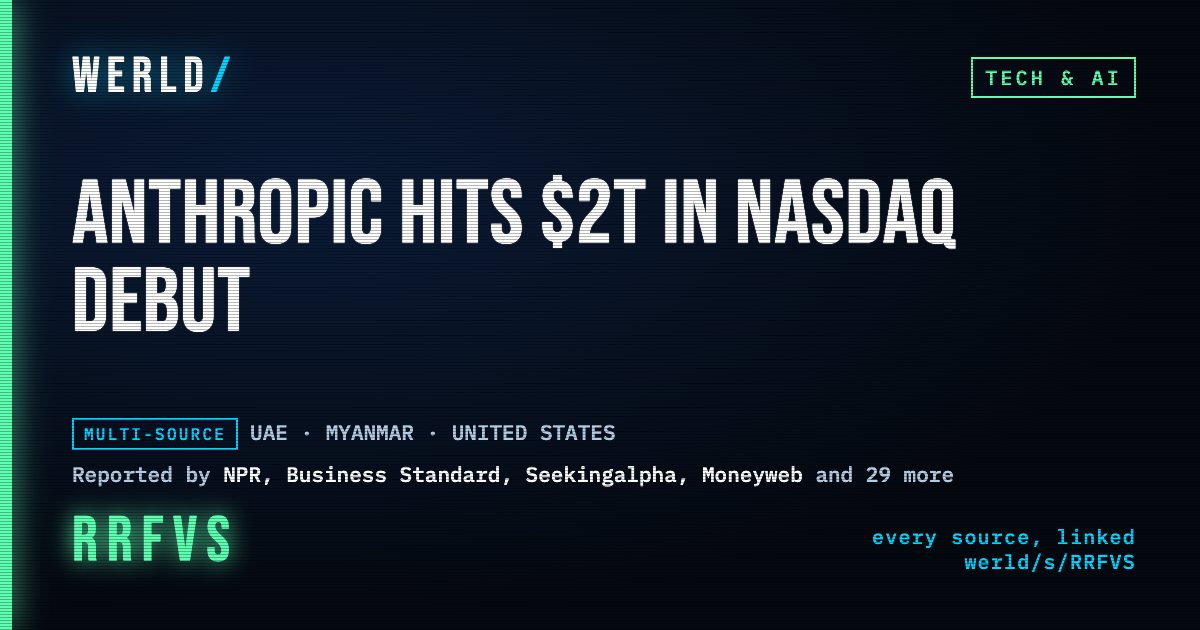 WERLD/
TECH & AI
ANTHROPIC HITS $2T IN NASDAQ
DEBUT
MULTI-SOURCE UAE · MYANMAR · UNITED STATES
Reported by NPR, Business Standard, Seekingalpha, Moneyweb and 29 more
RRFVS
every source, linked
werld/s/RRFVS